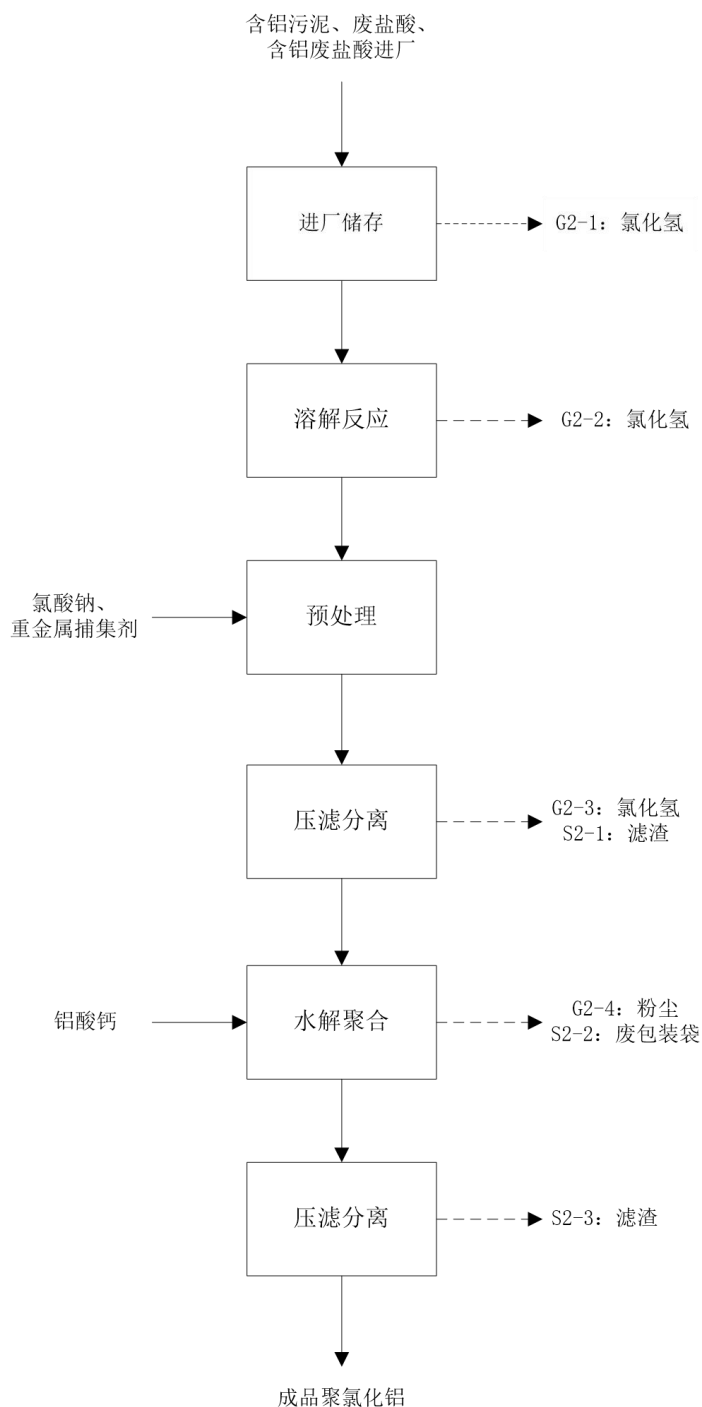 含铝污泥、废盐酸、
含铝废盐酸进厂
进厂储存
G2-1: 氯化氢
溶解反应
G2-2: 氯化氢
氯酸钠、
重金属捕集剂
预处理
压滤分离
G2-3: 氯化氢
S2-1: 滤渣
铝酸钙
水解聚合
G2-4: 粉尘
S2-2: 废包装袋
压滤分离
S2-3: 滤渣
成品聚氯化铝